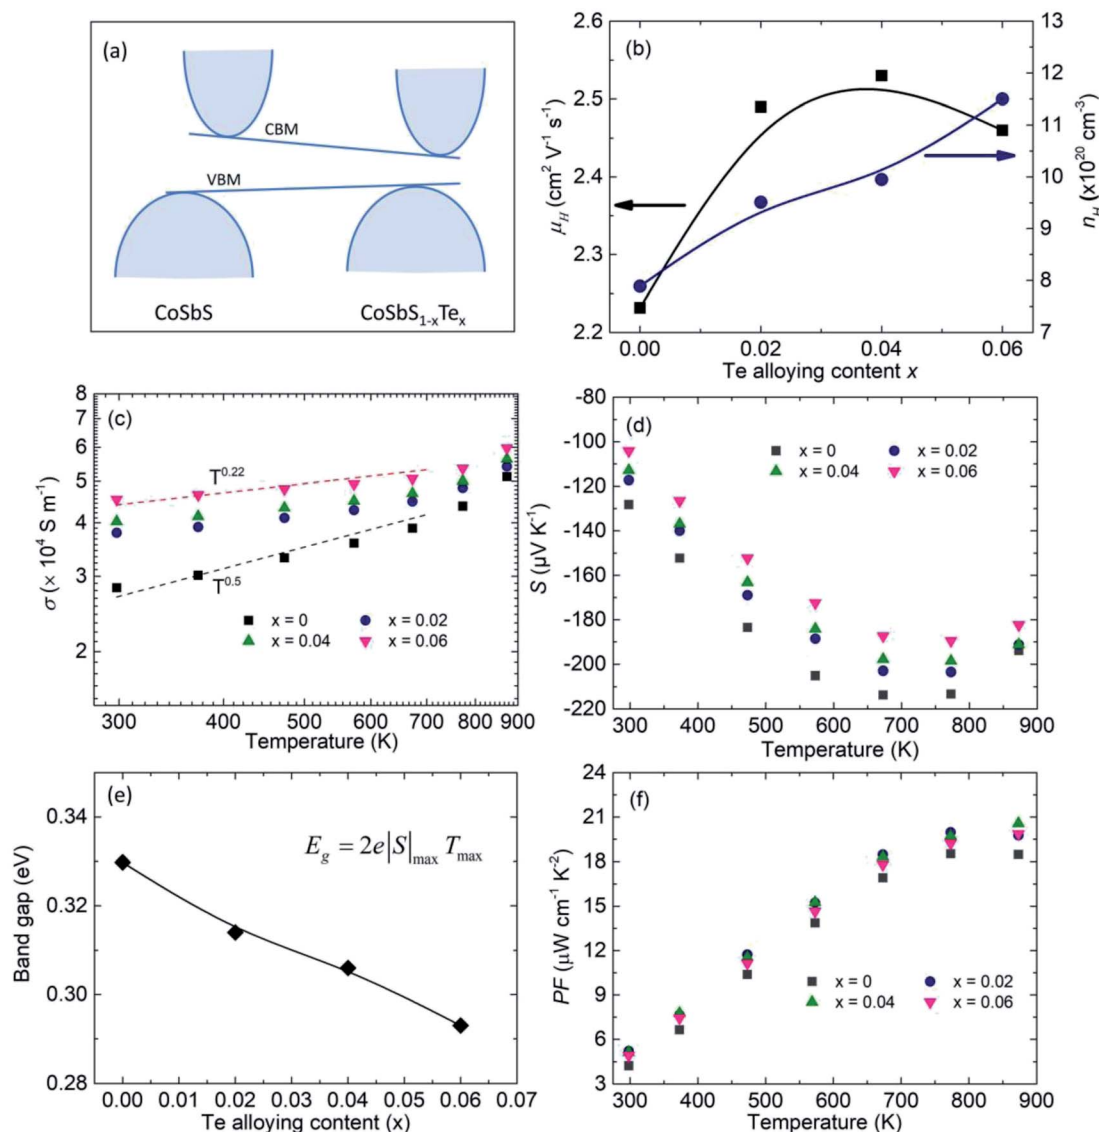 (a)
CBM
VBM
CoSbS
CoSbS1-xTex
(b)
2.6
2.5
2.4
2.3
2.2
μH (cm2 V-1 s-1)
13
12
11
10
9
8
7
nH (x1020 cm-3)
0.00
0.02
0.04
0.06
Te alloying content x
(c)
8
6
5
4
3
2
σ (× 104 S m-1)
T0.22
T0.5
x = 0
x = 0.02
x = 0.04
x = 0.06
300
400
500
600
700
900
Temperature (K)
(d)
-80
-100
-120
-140
-160
-180
-200
-220
S (μV K-1)
x = 0
x = 0.02
x = 0.04
x = 0.06
300
400
500
600
700
800
900
Temperature (K)
(e)
0.34
0.32
0.30
0.28
Band gap (eV)
Eg = 2e|S|max Tmax
0.00
0.01
0.02
0.03
0.04
0.05
0.06
0.07
Te alloying content (x)
(f)
24
21
18
15
12
9
6
3
PF (μW cm-1 K-2)
x = 0
x = 0.02
x = 0.04
x = 0.06
300
400
500
600
700
800
900
Temperature (K)